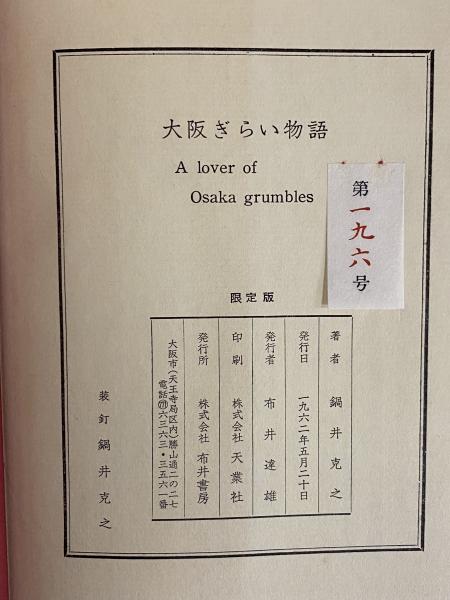 大阪ぎらい物語
A lover of
Osaka grumbles
第一九六号
限定版
著者 鍋井克之
発行日 一九六二年五月二十日
発行者 布井達雄
印刷 株式会社 天業社
発行所 株式会社 布井書房
大阪市(天王寺局区内)勝山通二の二七
電話(771)六三六三・三五六一番
装釘 鍋井克之